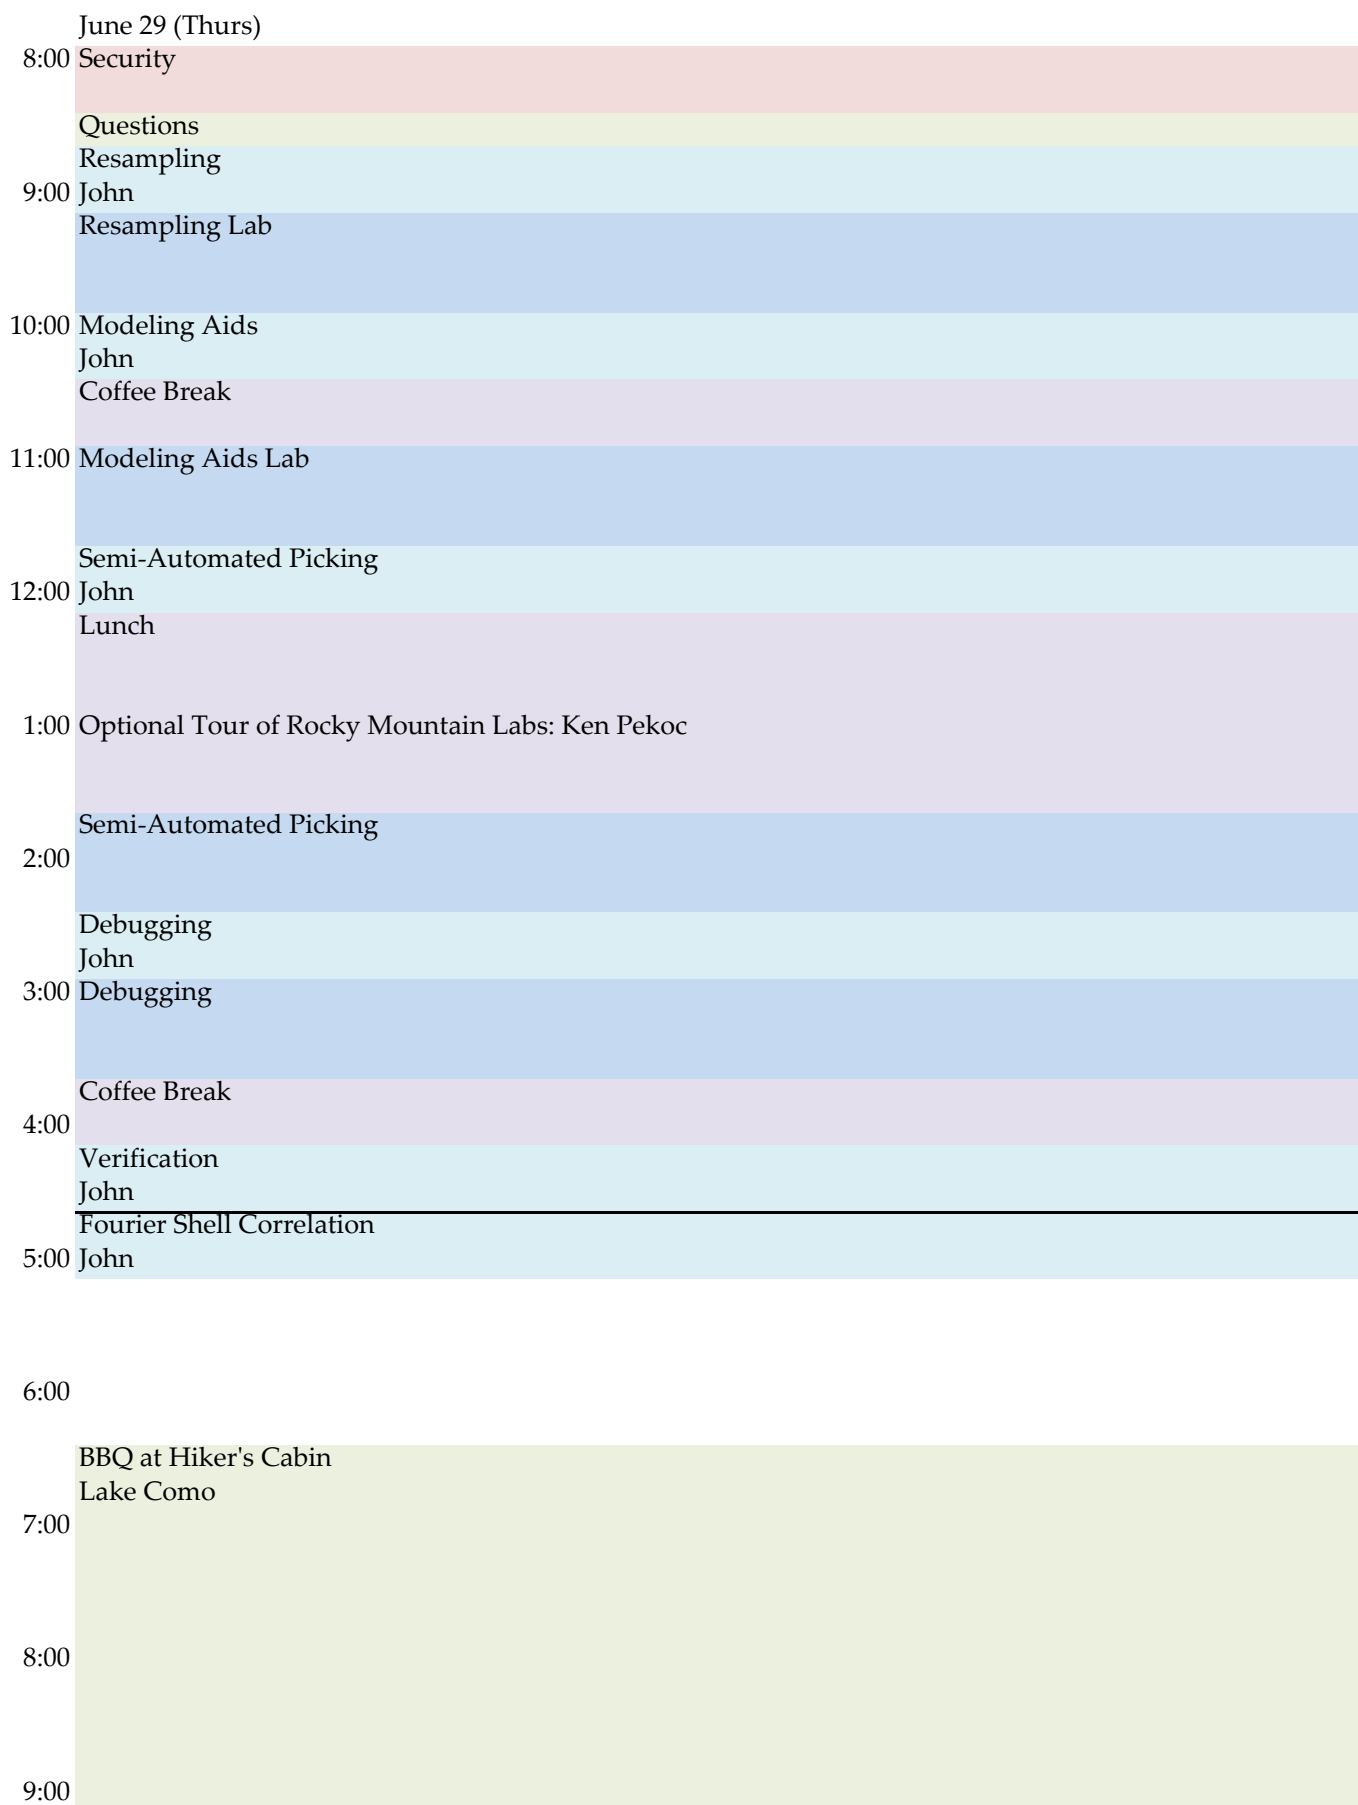 June 29 (Thurs)
8:00 Security
Questions
Resampling
9:00 John
Resampling Lab
10:00 Modeling Aids
John
Coffee Break
11:00 Modeling Aids Lab
Semi-Automated Picking
12:00 John
Lunch
1:00 Optional Tour of Rocky Mountain Labs: Ken Pekoc
Semi-Automated Picking
2:00
Debugging
John
3:00 Debugging
Coffee Break
4:00
Verification
John
Fourier Shell Correlation
5:00 John
6:00
BBQ at Hiker's Cabin
Lake Como
7:00
8:00
9:00